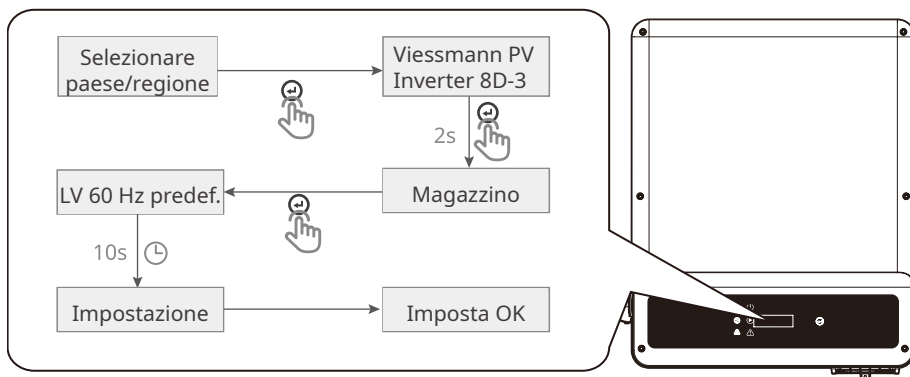 Selezionare
paese/regione
Viessmann PV
Inverter 8D-3
2s
Magazzino
LV 60 Hz predef.
10s
Impostazione
Imposta OK